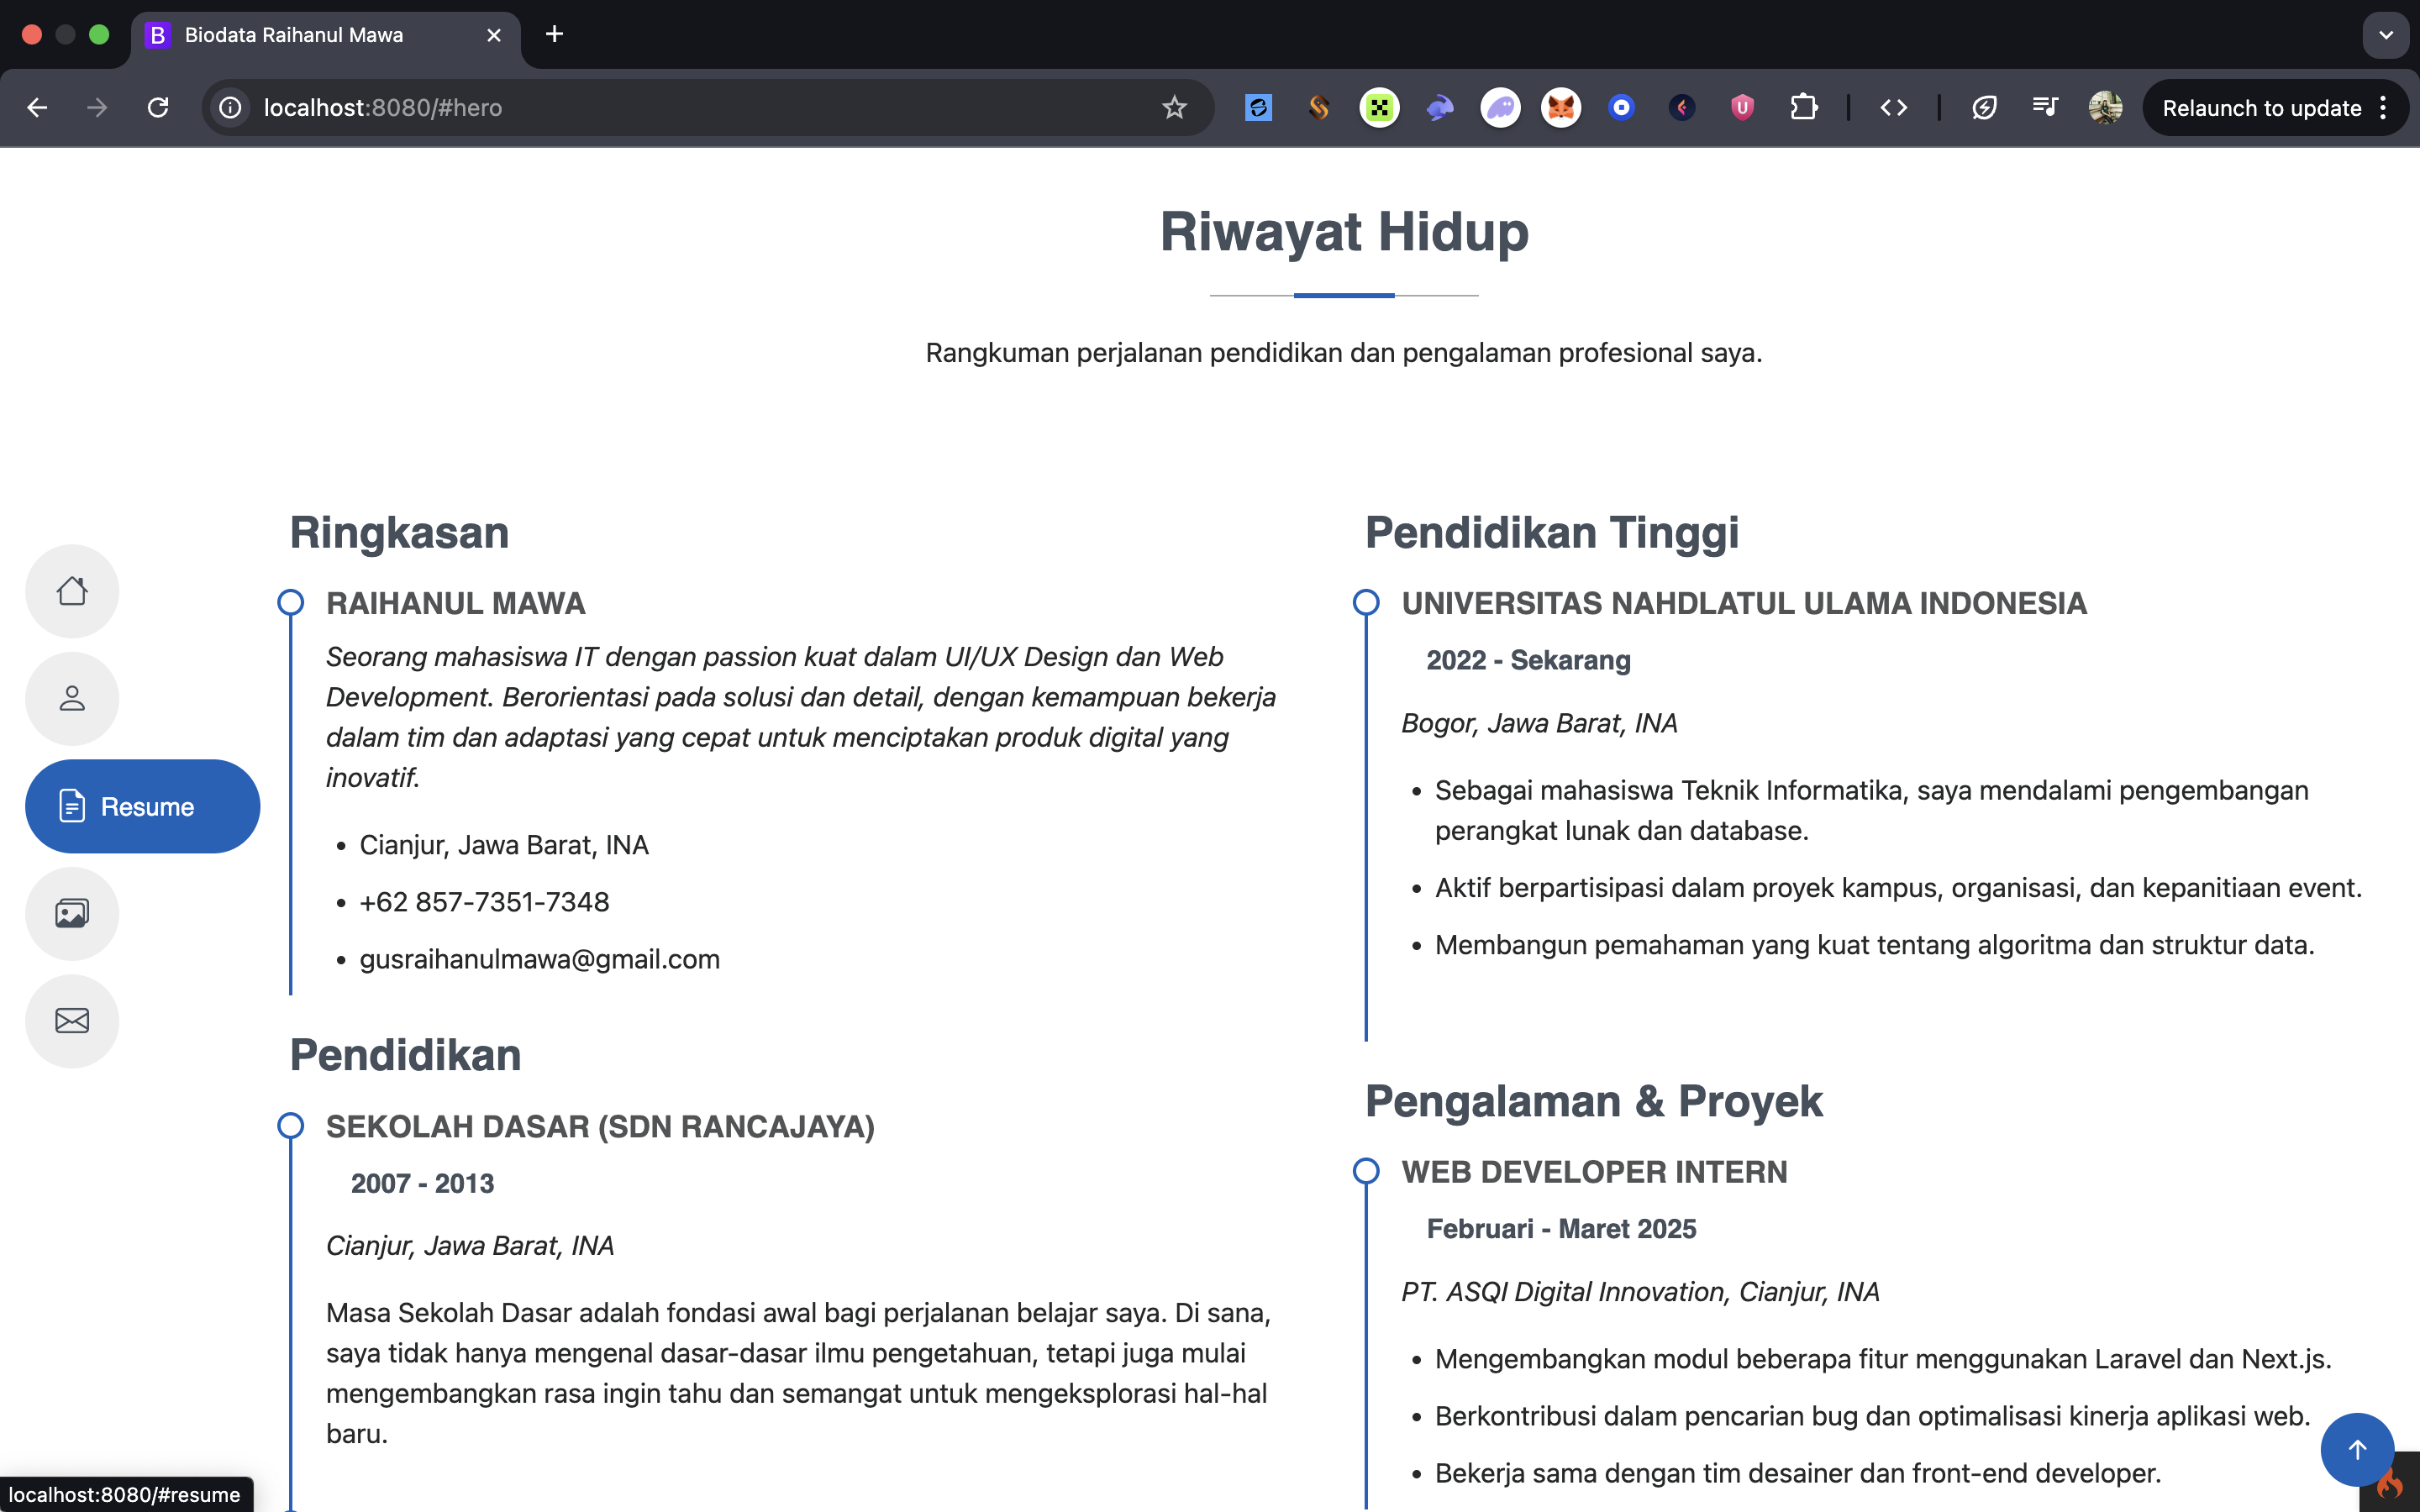 Biodata Raihanul Mawa
localhost:8080/#hero
Relaunch to update
Riwayat Hidup
Rangkuman perjalanan pendidikan dan pengalaman profesional saya.
Resume
Ringkasan
RAIHANUL MAWA
Seorang mahasiswa IT dengan passion kuat dalam UI/UX Design dan Web
Development. Berorientasi pada solusi dan detail, dengan kemampuan bekerja
dalam tim dan adaptasi yang cepat untuk menciptakan produk digital yang
inovatif.
• Cianjur, Jawa Barat, INA
• +62 857-7351-7348
• gusraihanulmawa@gmail.com
Pendidikan
SEKOLAH DASAR (SDN RANCAJAYA)
2007 - 2013
Cianjur, Jawa Barat, INA
Masa Sekolah Dasar adalah fondasi awal bagi perjalanan belajar saya. Di sana,
saya tidak hanya mengenal dasar-dasar ilmu pengetahuan, tetapi juga mulai
mengembangkan rasa ingin tahu dan semangat untuk mengeksplorasi hal-hal
baru.
Pendidikan Tinggi
UNIVERSITAS NAHDLATUL ULAMA INDONESIA
2022 - Sekarang
Bogor, Jawa Barat, INA
• Sebagai mahasiswa Teknik Informatika, saya mendalami pengembangan
perangkat lunak dan database.
• Aktif berpartisipasi dalam proyek kampus, organisasi, dan kepanitiaan event.
• Membangun pemahaman yang kuat tentang algoritma dan struktur data.
Pengalaman & Proyek
WEB DEVELOPER INTERN
Februari - Maret 2025
PT. ASQI Digital Innovation, Cianjur, INA
• Mengembangkan modul beberapa fitur menggunakan Laravel dan Next.js.
• Berkontribusi dalam pencarian bug dan optimalisasi kinerja aplikasi web.
• Bekerja sama dengan tim desainer dan front-end developer.
localhost:8080/#resume